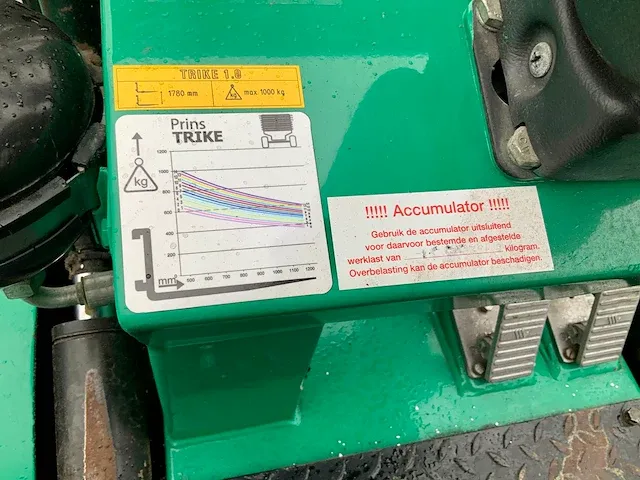 TRIKE 1.0
1780 mm
max 1000 kg
Prins
TRIKE
kg
1200
1000
800
600
400
200
0
500
600
700
800
900
1000
1100
1200
mm
!!!!! Accumulator !!!!!
Gebruik de accumulator uitsluitend
voor daarvoor bestemde en afgestelde
werklast van kilogram.
Overbelasting kan de accumulator beschadigen.